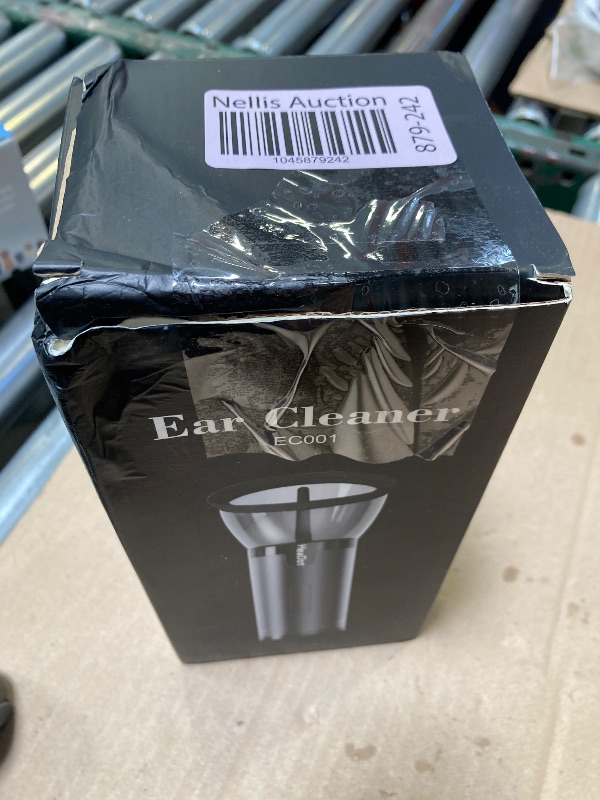 Nellis Auction
1045879242
879-242
Ear Cleaner
EC001